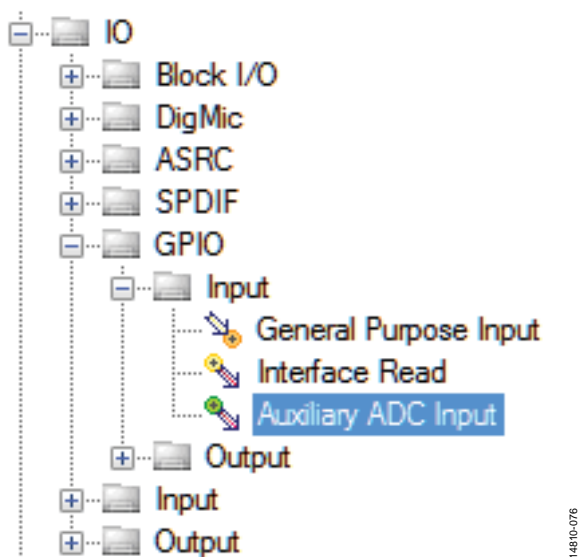 IO
Block I/O
DigMic
ASRC
SPDIF
GPIO
Input
General Purpose Input
Interface Read
Auxiliary ADC Input
Output
Input
Output
14810-076